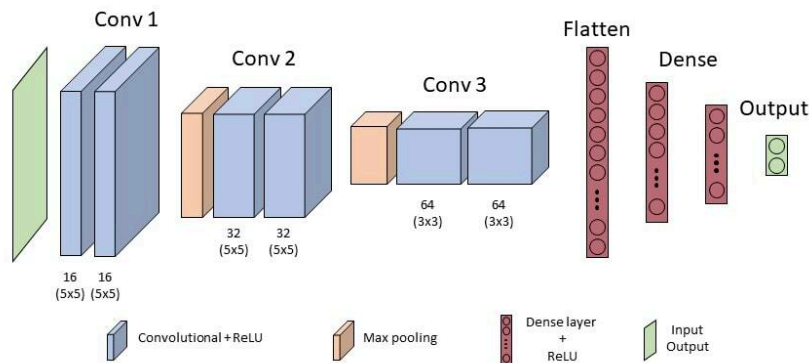 Conv 1
Conv 2
Conv 3
Flatten
Dense
Output
16
(5x5)
16
(5x5)
32
(5x5)
32
(5x5)
64
(3x3)
64
(3x3)
Convolutional+ReLU
Max pooling
Dense layer
+
ReLU
Input
Output